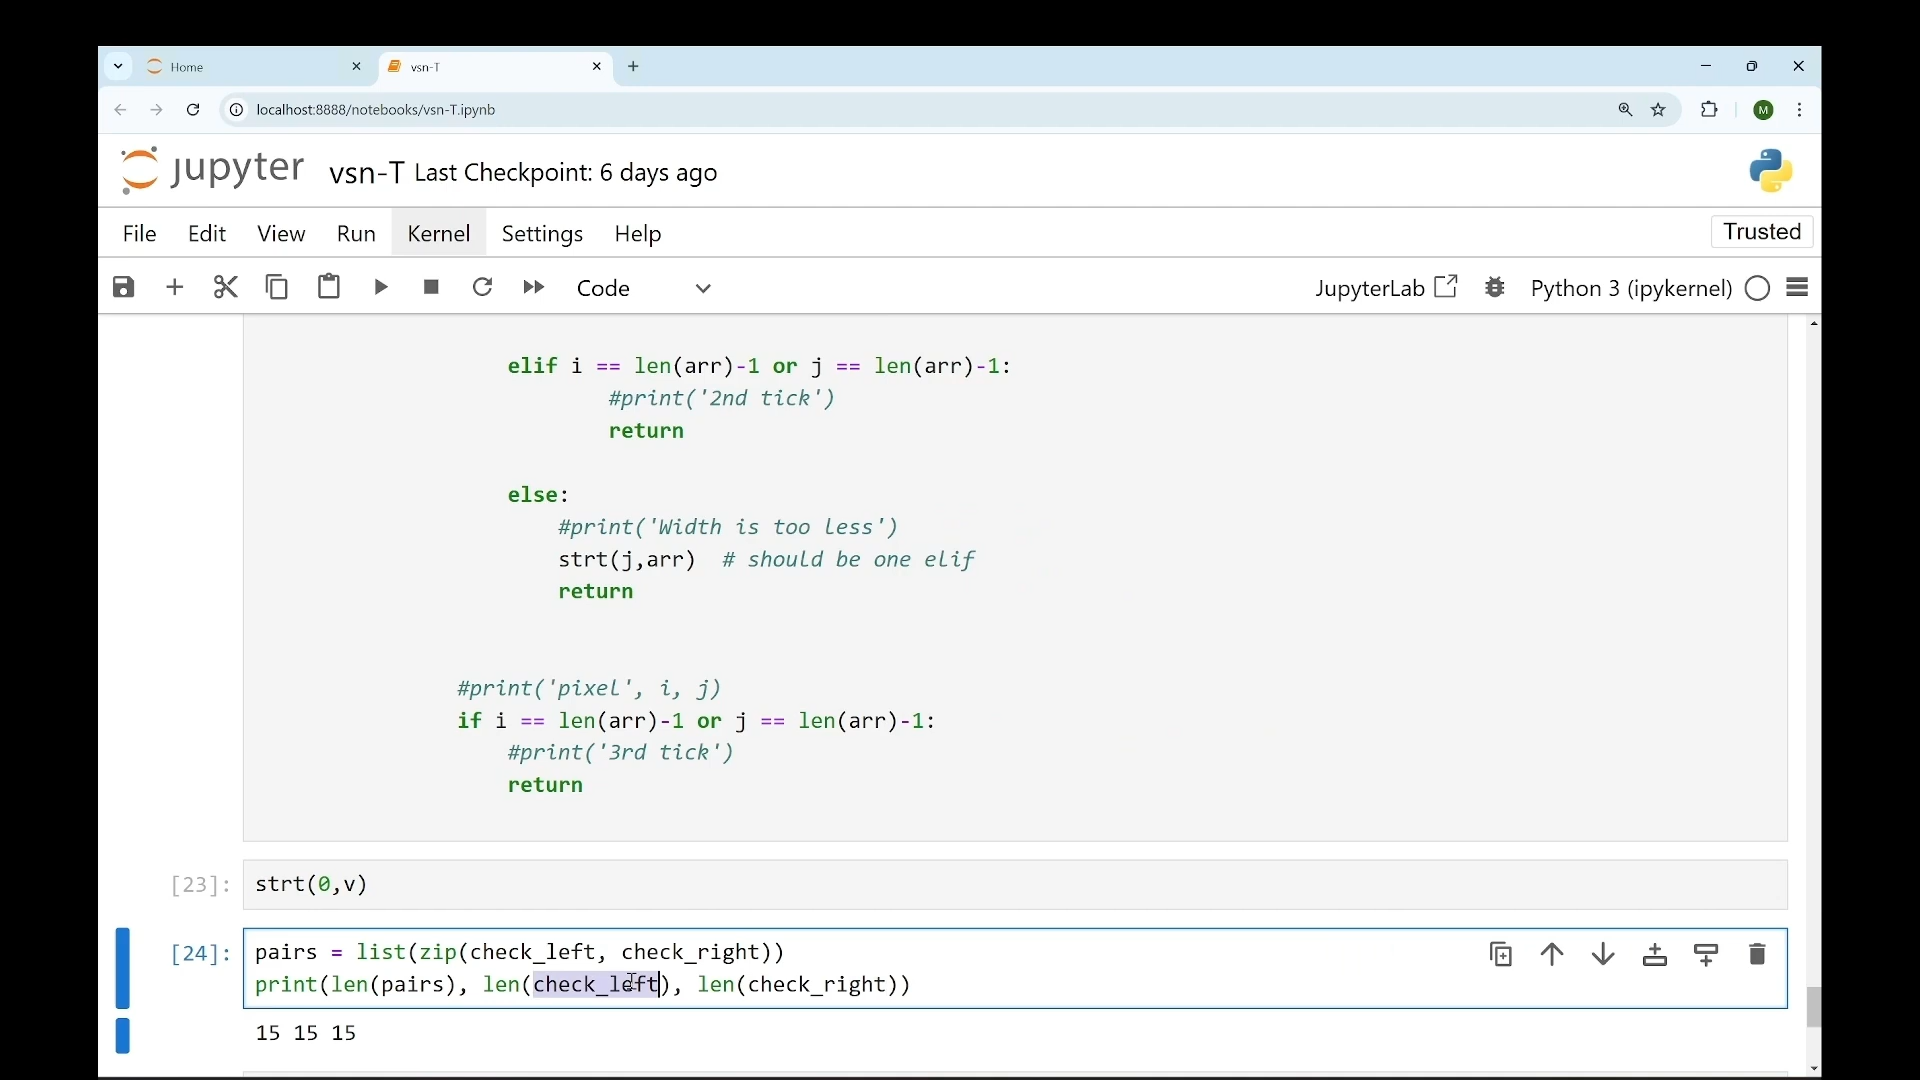 Home
vsn-T
localhost:8888/notebooks/vsn-T.ipynb
M
jupyter vsn-T Last Checkpoint: 6 days ago
File Edit View Run Kernel Settings Help
Trusted
Code
JupyterLab
Python 3 (ipykernel)
elif i == len(arr)-1 or j == len(arr)-1:
#print('2nd tick')
return
else:
#print('Width is too less')
strt(j,arr) # should be one elif
return
#print('pixel', i, j)
if i == len(arr)-1 or j == len(arr)-1:
#print('3rd tick')
return
[23]: strt(0,v)
[24]: pairs = list(zip(check_left, check_right))
print(len(pairs), len(check_left), len(check_right))
15 15 15